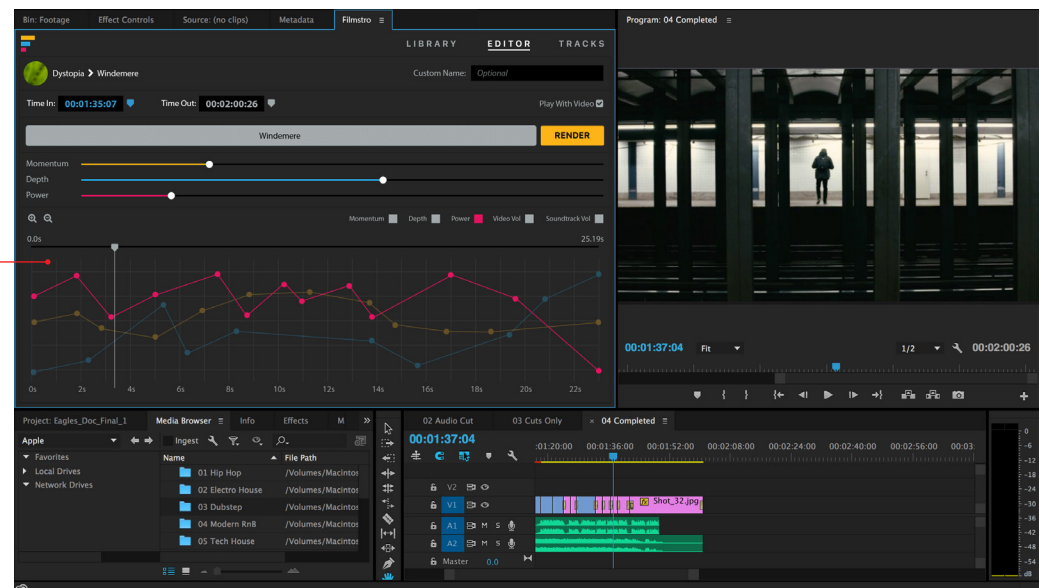 Bin: Footage Effect Controls Source: (no clips) Metadata Filmstro
Program: 04 Completed
LIBRARY EDITOR TRACKS
Dystopia Windemere
Custom Name: Optional
Time In: 00:01:35:07 Time Out: 00:02:00:26
Play With Video
Windemere RENDER
Momentum
Depth
Power
Momentum Depth Power Video Vol Soundtrack Vol
0.0s 25.19s
0s 2s 4s 6s 8s 10s 12s 14s 16s 18s 20s 22s
00:01:37:04 Fit 1/2 00:02:00:26
Project: Eagles_Doc_Final_1 Media Browser Info Effects M
Apple Ingest
Favorites
Local Drives
Network Drives
Name File Path
01 Hip Hop /Volumes/Macintos
02 Electro House /Volumes/Macintos
03 Dubstep /Volumes/Macintos
04 Modern RnB /Volumes/Macintos
05 Tech House /Volumes/Macintos
02 Audio Cut 03 Cuts Only 04 Completed
00:01:37:04
:01:20:00 00:01:36:00 00:01:52:00 00:02:08:00 00:02:24:00 00:02:40:00 00:02:56:00 00:03:
V2
V1 fx Shot_32.jpg
A1 M S
A2 M S
Master 0.0
0
-6
-12
-18
-24
-30
-36
-42
-48
-54
dB